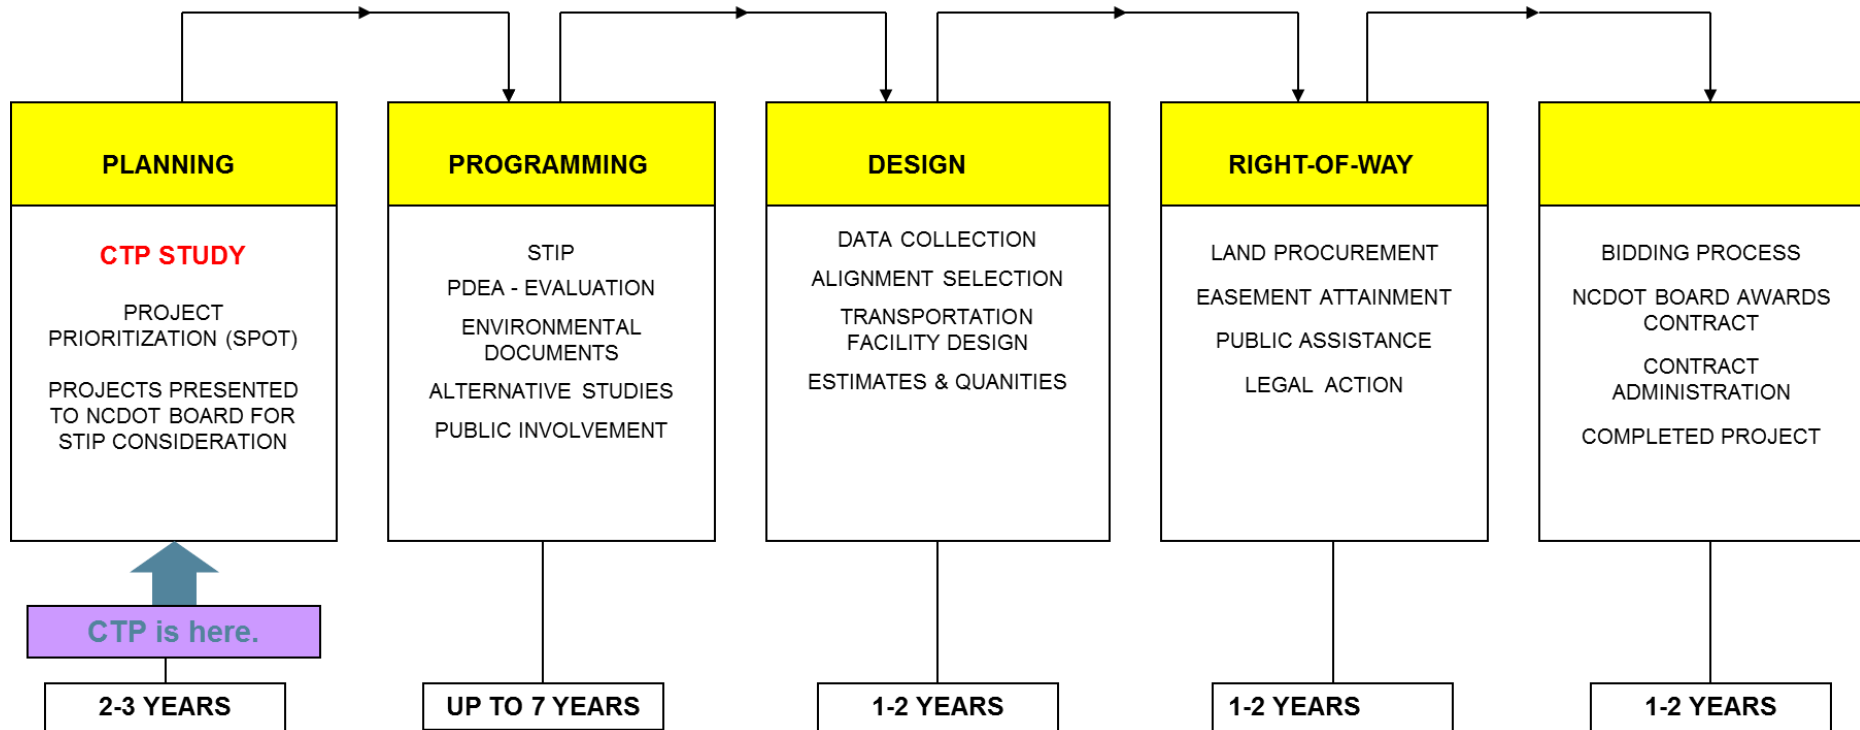 PLANNING
CTP STUDY
PROJECT
PRIORITIZATION (SPOT)
PROJECTS PRESENTED
TO NCDOT BOARD FOR
STIP CONSIDERATION
CTP is here.
2-3 YEARS
PROGRAMMING
STIP
PDEA - EVALUATION
ENVIRONMENTAL
DOCUMENTS
ALTERNATIVE STUDIES
PUBLIC INVOLVEMENT
UP TO 7 YEARS
DESIGN
DATA COLLECTION
ALIGNMENT SELECTION
TRANSPORTATION
FACILITY DESIGN
ESTIMATES & QUANITIES
1-2 YEARS
RIGHT-OF-WAY
LAND PROCUREMENT
EASEMENT ATTAINMENT
PUBLIC ASSISTANCE
LEGAL ACTION
1-2 YEARS
BIDDING PROCESS
NCDOT BOARD AWARDS
CONTRACT
CONTRACT
ADMINISTRATION
COMPLETED PROJECT
1-2 YEARS